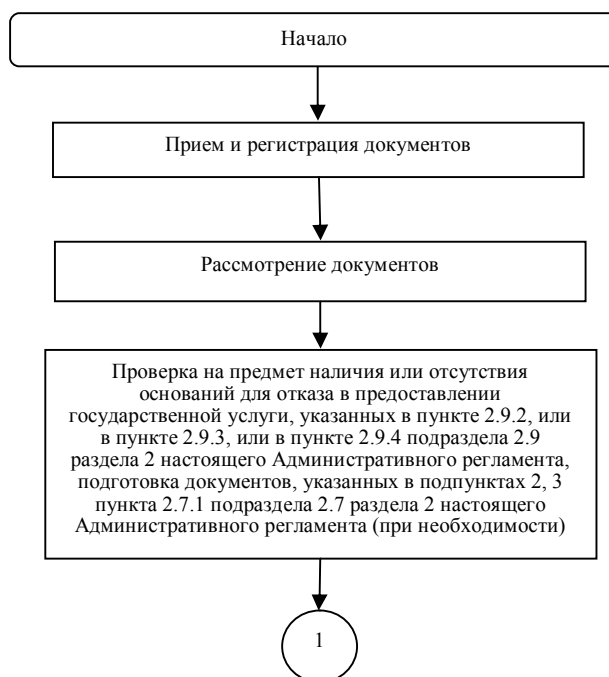 Начало
Прием и регистрация документов
Рассмотрение документов
Проверка на предмет наличия или отсутствия
оснований для отказа в предоставлении
государственной услуги, указанных в пункте 2.9.2, или
в пункте 2.9.3, или в пункте 2.9.4 подраздела 2.9
раздела 2 настоящего Административного регламента,
подготовка документов, указанных в подпунктах 2, 3
пункта 2.7.1 подраздела 2.7 раздела 2 настоящего
Административного регламента (при необходимости)
1